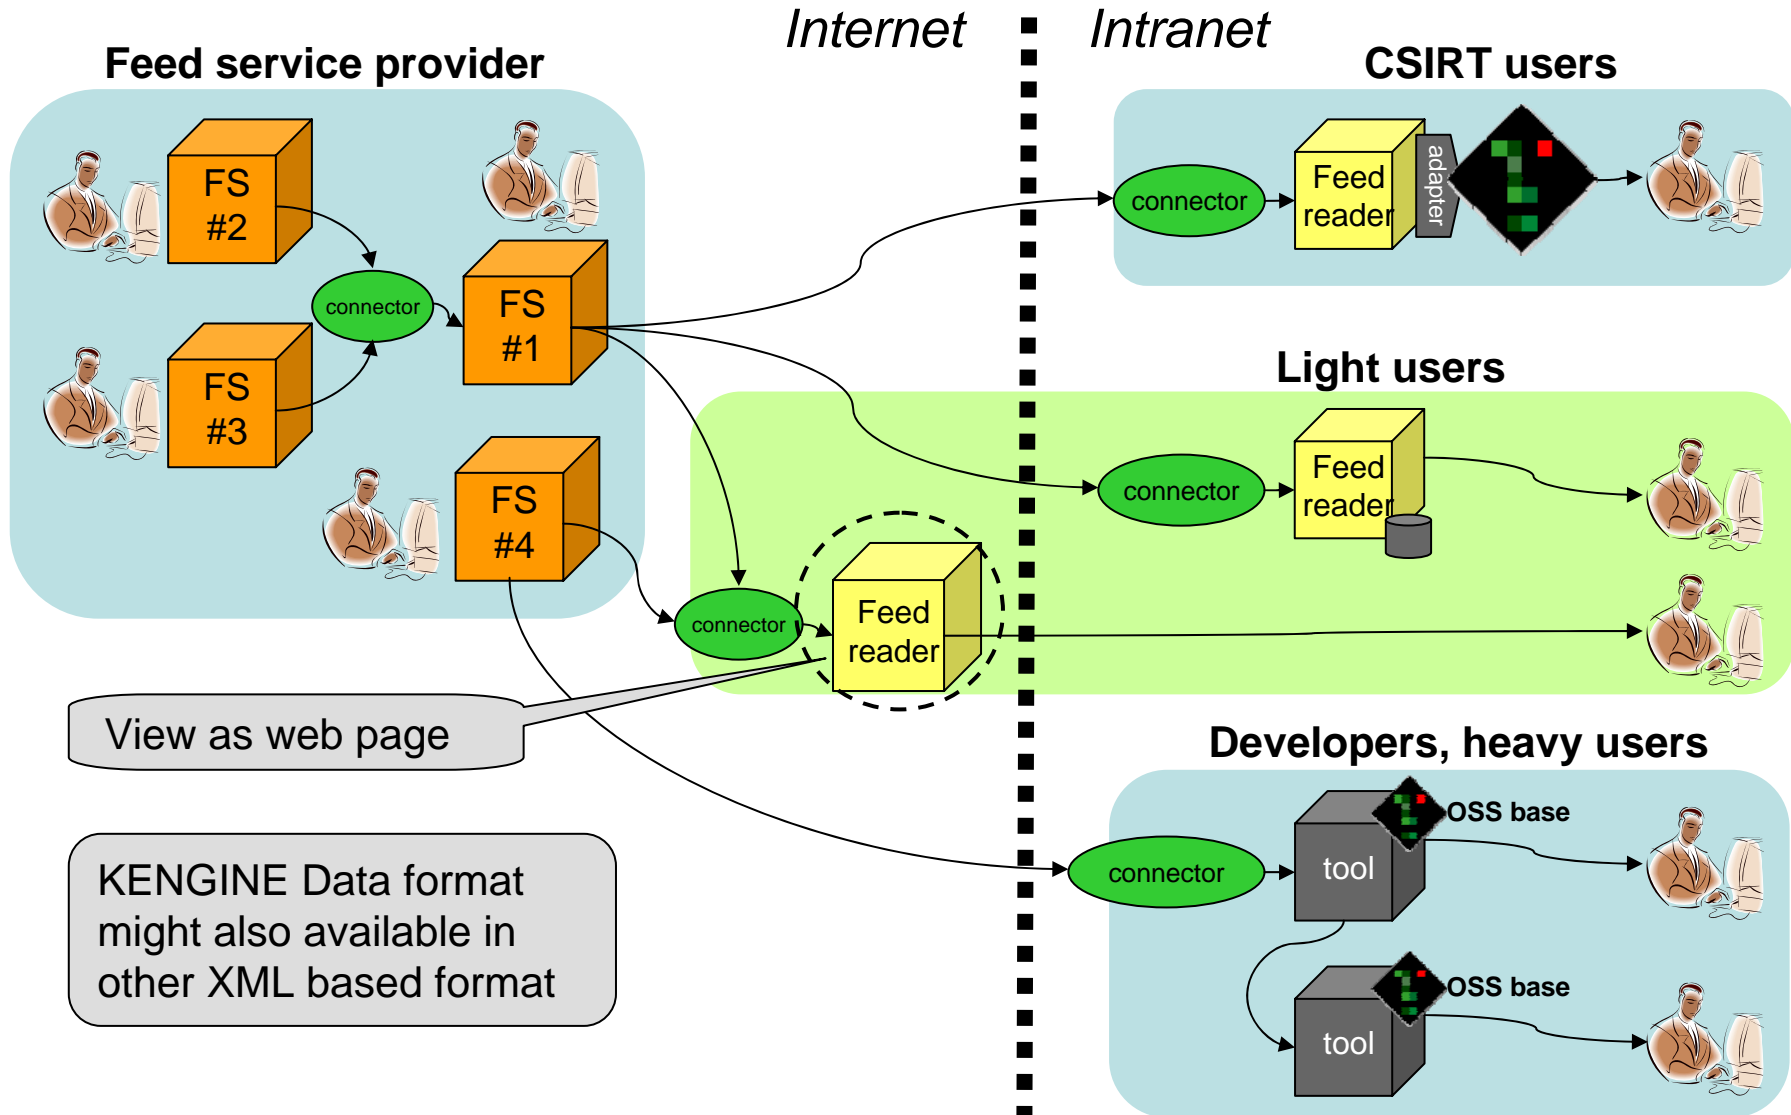 Internet
Intranet
Feed service provider
CSIRT users
FS
#2
connector
FS
#1
FS
#3
FS
#4
connector
Feed
reader
adapter
Light users
connector
Feed
reader
connector
Feed
reader
View as web page
Developers, heavy users
connector
tool
OSS base
tool
OSS base
KENGINE Data format
might also available in
other XML based format